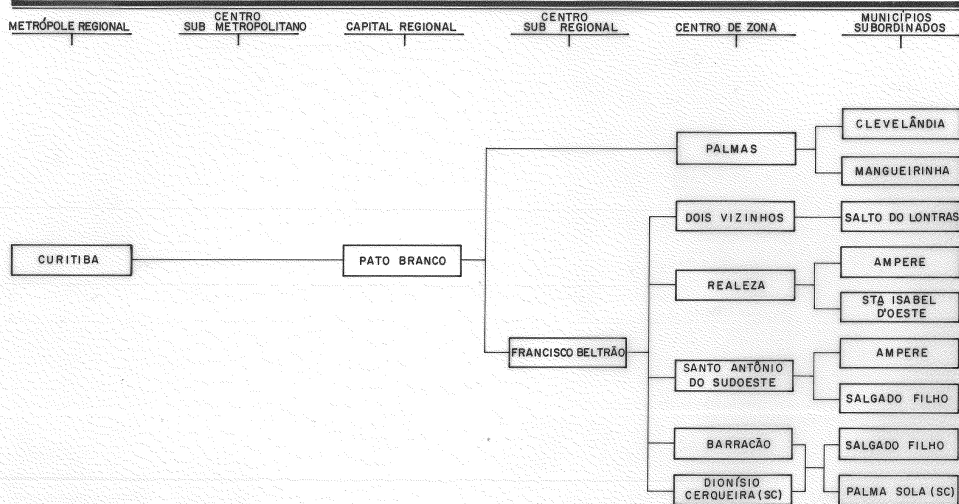 METRÓPOLE REGIONAL
CENTRO
SUB METROPOLITANO
CAPITAL REGIONAL
CENTRO
SUB REGIONAL
CENTRO DE ZONA
MUNICÍPIOS
SUBORDINADOS
CURITIBA
PATO BRANCO
FRANCISCO BELTRÃO
PALMAS
CLEVELÂNDIA
MANGUEIRINHA
DOIS VIZINHOS
SALTO DO LONTRAS
REALEZA
AMPERE
STª ISABEL
D'OESTE
SANTO ANTÔNIO
DO SUDOESTE
AMPERE
SALGADO FILHO
BARRACÃO
DIONÍSIO
CERQUEIRA (SC)
SALGADO FILHO
PALMA SOLA (SC)